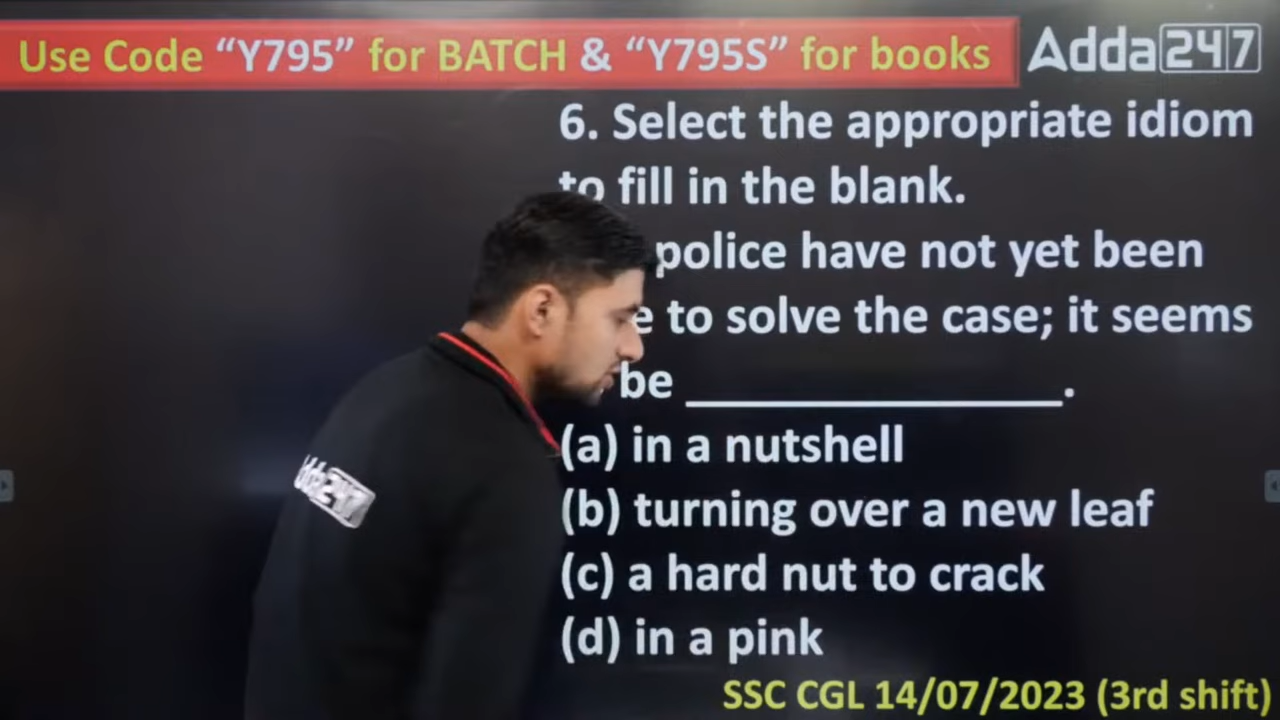 Use Code “Y795” for BATCH & “Y795S” for books
Adda247
6. Select the appropriate idiom
to fill in the blank.
police have not yet been
to solve the case; it seems
be ______________.
(a) in a nutshell
(b) turning over a new leaf
(c) a hard nut to crack
(d) in a pink
SSC CGL 14/07/2023 (3rd shift)
Adda247